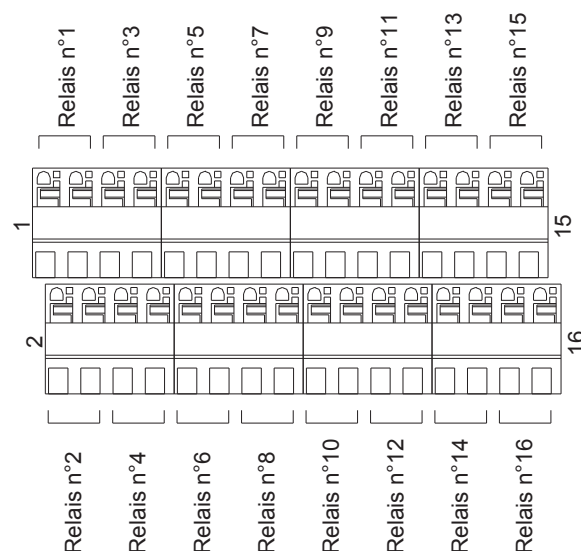 Relais n°1
Relais n°3
Relais n°5
Relais n°7
Relais n°9
Relais n°11
Relais n°13
Relais n°15
1
15
2
16
Relais n°2
Relais n°4
Relais n°6
Relais n°8
Relais n°10
Relais n°12
Relais n°14
Relais n°16